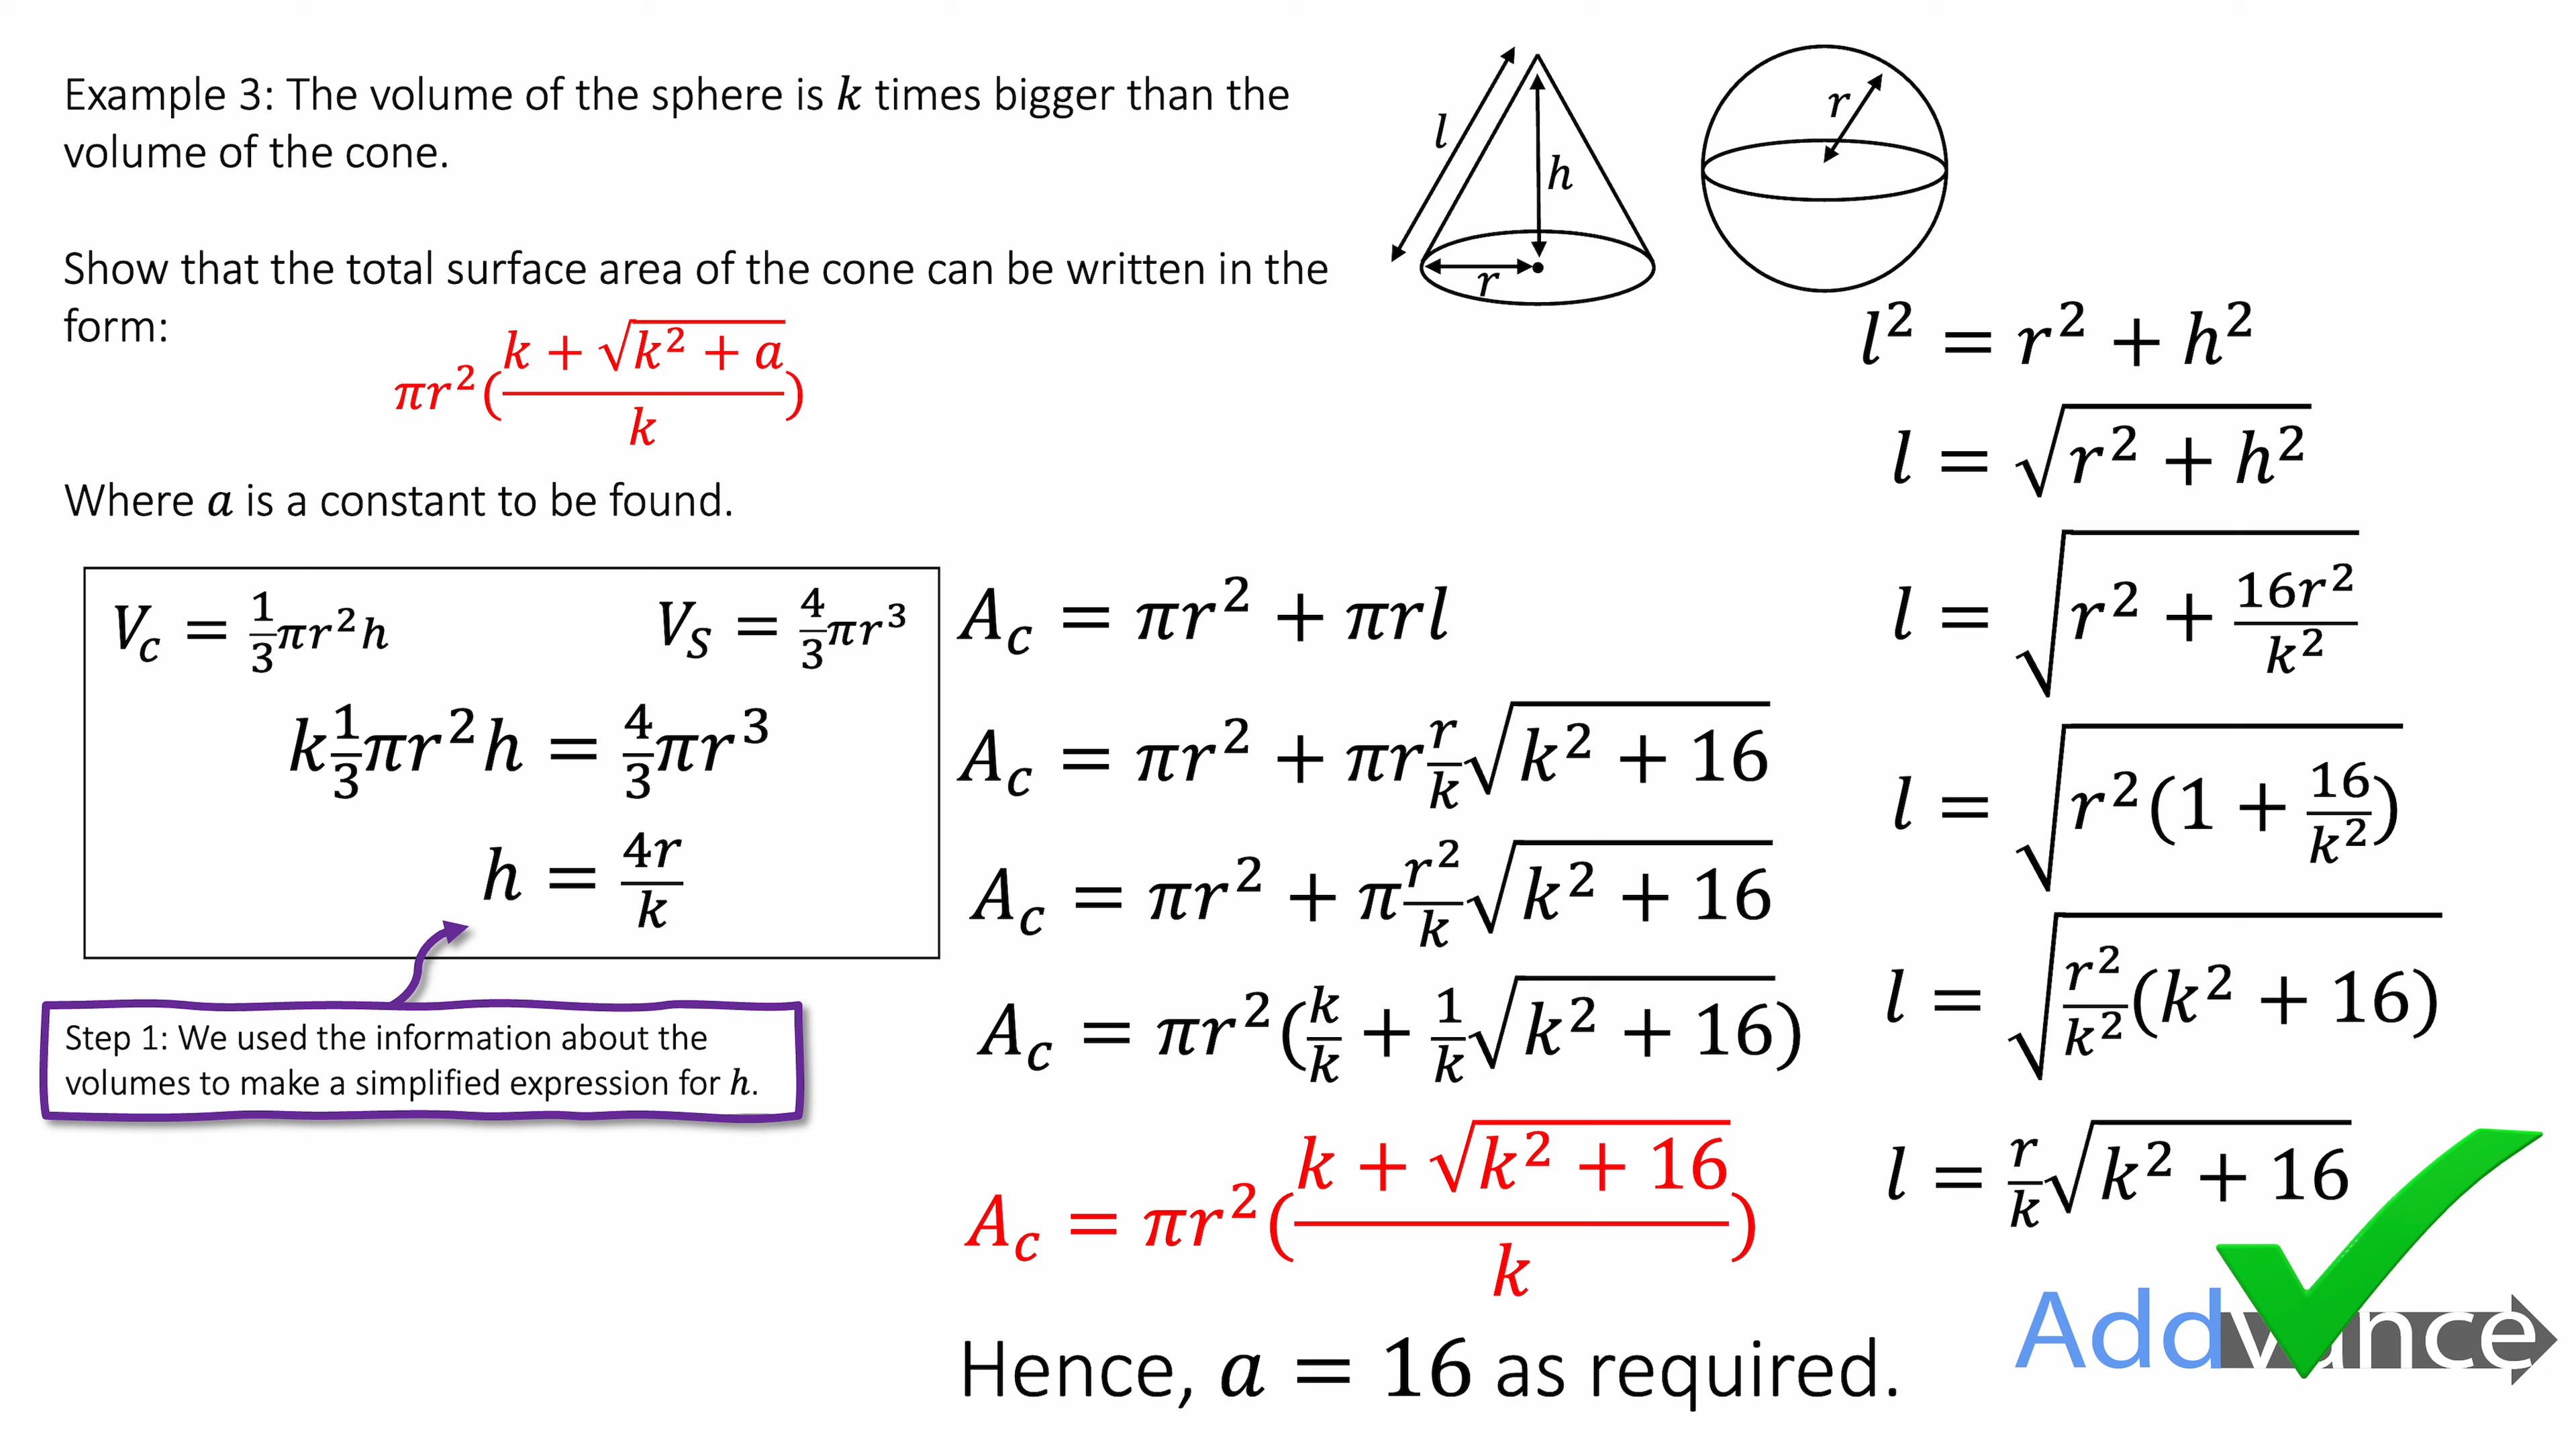 Example 3: The volume of the sphere is k times bigger than the
volume of the cone.
Show that the total surface area of the cone can be written in the
form:
πr²((k + √(k² + a))/k)
Where a is a constant to be found.
l
h
r
r
V_c = 1/3 πr²h
V_S = 4/3 πr³
k 1/3 πr²h = 4/3 πr³
h = 4r/k
Step 1: We used the information about the
volumes to make a simplified expression for h.
A_c = πr² + πrl
A_c = πr² + πr r/k √(k² + 16)
A_c = πr² + π r²/k √(k² + 16)
A_c = πr²(k/k + 1/k √(k² + 16))
A_c = πr²((k + √(k² + 16))/k)
Hence, a = 16 as required.
l² = r² + h²
l = √(r² + h²)
l = √(r² + 16r²/k²)
l = √(r²(1 + 16/k²))
l = √(r²/k² (k² + 16))
l = r/k √(k² + 16)
Addvance